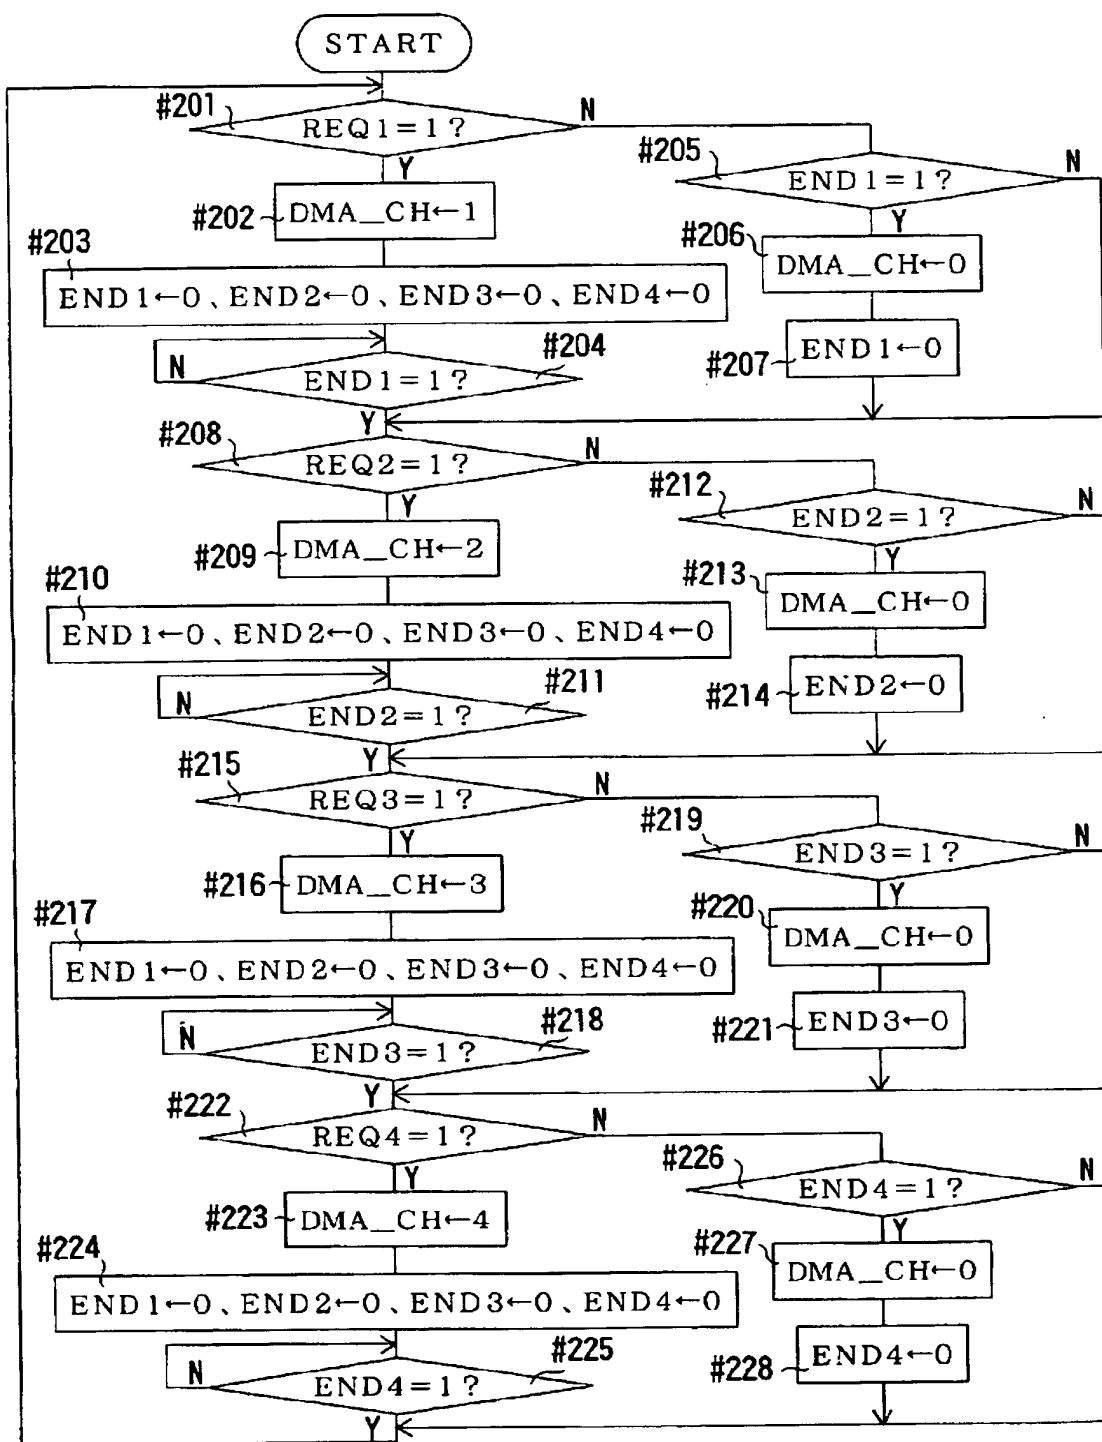 START
#201
REQ1=1?
N
Y
#205
END1=1?
N
Y
#202
DMA_CH←1
#206
DMA_CH←0
#203
END1←0、END2←0、END3←0、END4←0
#207
END1←0
#204
END1=1?
N
Y
#208
REQ2=1?
N
Y
#212
END2=1?
N
Y
#209
DMA_CH←2
#213
DMA_CH←0
#210
END1←0、END2←0、END3←0、END4←0
#214
END2←0
#211
END2=1?
N
Y
#215
REQ3=1?
N
Y
#219
END3=1?
N
Y
#216
DMA_CH←3
#220
DMA_CH←0
#217
END1←0、END2←0、END3←0、END4←0
#221
END3←0
#218
END3=1?
N
Y
#222
REQ4=1?
N
Y
#226
END4=1?
N
Y
#223
DMA_CH←4
#227
DMA_CH←0
#224
END1←0、END2←0、END3←0、END4←0
#228
END4←0
#225
END4=1?
N
Y